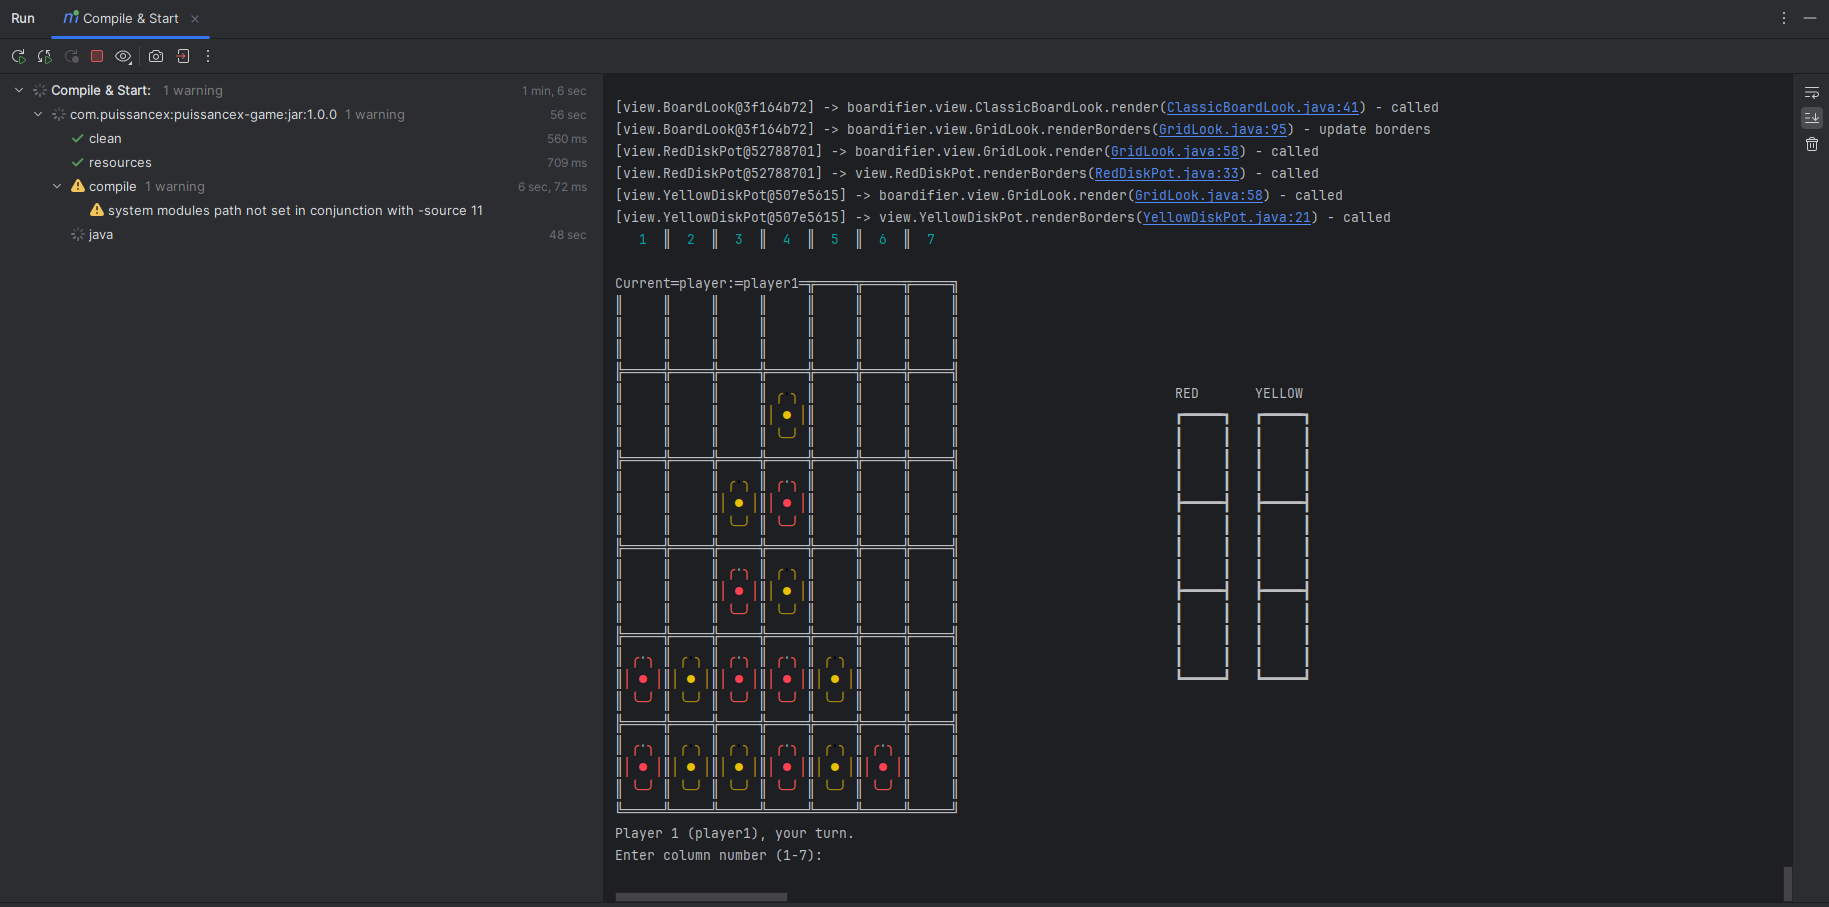 Run
Compile & Start
Compile & Start: 1 warning 1 min, 6 sec
com.puissancex:puissancex-game:jar:1.0.0 1 warning 56 sec
clean 560 ms
resources 709 ms
compile 1 warning 6 sec, 72 ms
system modules path not set in conjunction with -source 11
java 48 sec
[view.BoardLook@3f164b72] -> boardifier.view.ClassicBoardLook.render(ClassicBoardLook.java:41) - called
[view.BoardLook@3f164b72] -> boardifier.view.GridLook.renderBorders(GridLook.java:95) - update borders
[view.RedDiskPot@52788701] -> boardifier.view.GridLook.render(GridLook.java:58) - called
[view.RedDiskPot@52788701] -> view.RedDiskPot.renderBorders(RedDiskPot.java:33) - called
[view.YellowDiskPot@507e5615] -> boardifier.view.GridLook.render(GridLook.java:58) - called
[view.YellowDiskPot@507e5615] -> view.YellowDiskPot.renderBorders(YellowDiskPot.java:21) - called
1 ║ 2 ║ 3 ║ 4 ║ 5 ║ 6 ║ 7
Current═player:═player1
RED YELLOW
Player 1 (player1), your turn.
Enter column number (1-7):